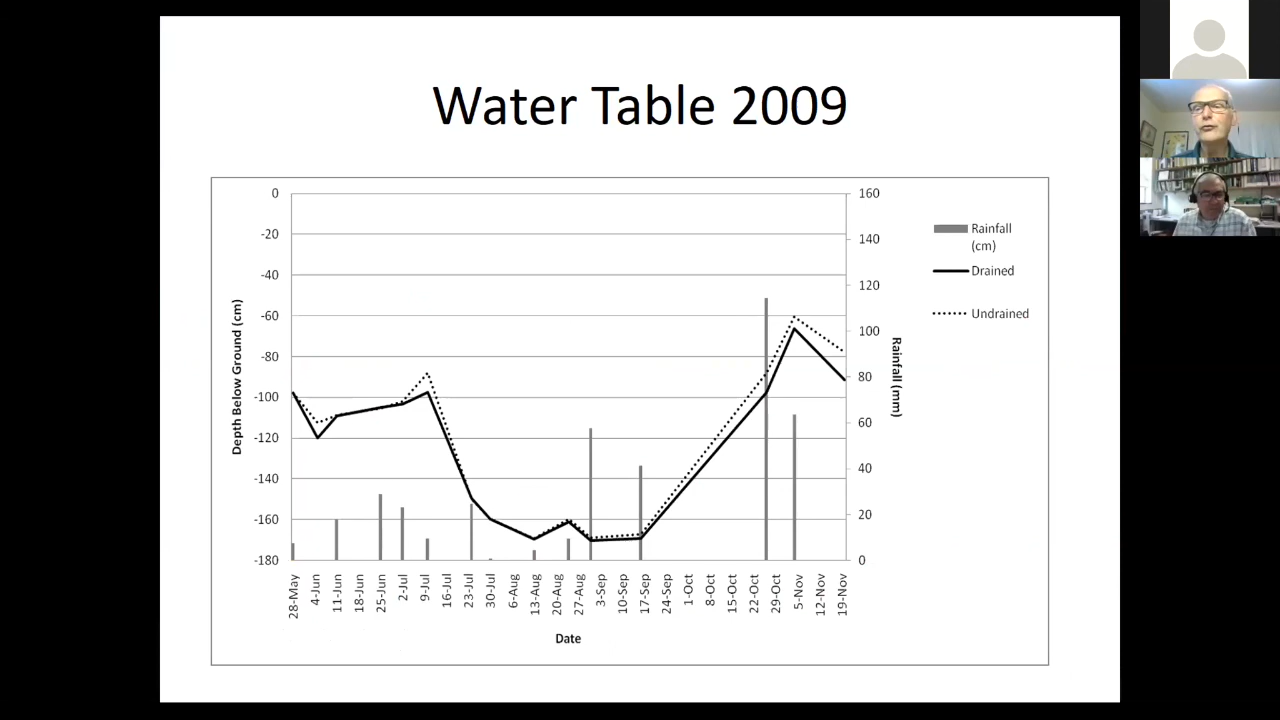 Water Table 2009
0
-20
-40
-60
-80
-100
-120
-140
-160
-180
Depth Below Ground (cm)
160
140
120
100
80
60
40
20
0
Rainfall (mm)
28-May
4-Jun
11-Jun
18-Jun
25-Jun
2-Jul
9-Jul
16-Jul
23-Jul
30-Jul
6-Aug
13-Aug
20-Aug
27-Aug
3-Sep
10-Sep
17-Sep
24-Sep
1-Oct
8-Oct
15-Oct
22-Oct
29-Oct
5-Nov
12-Nov
19-Nov
Date
Rainfall
(cm)
Drained
Undrained